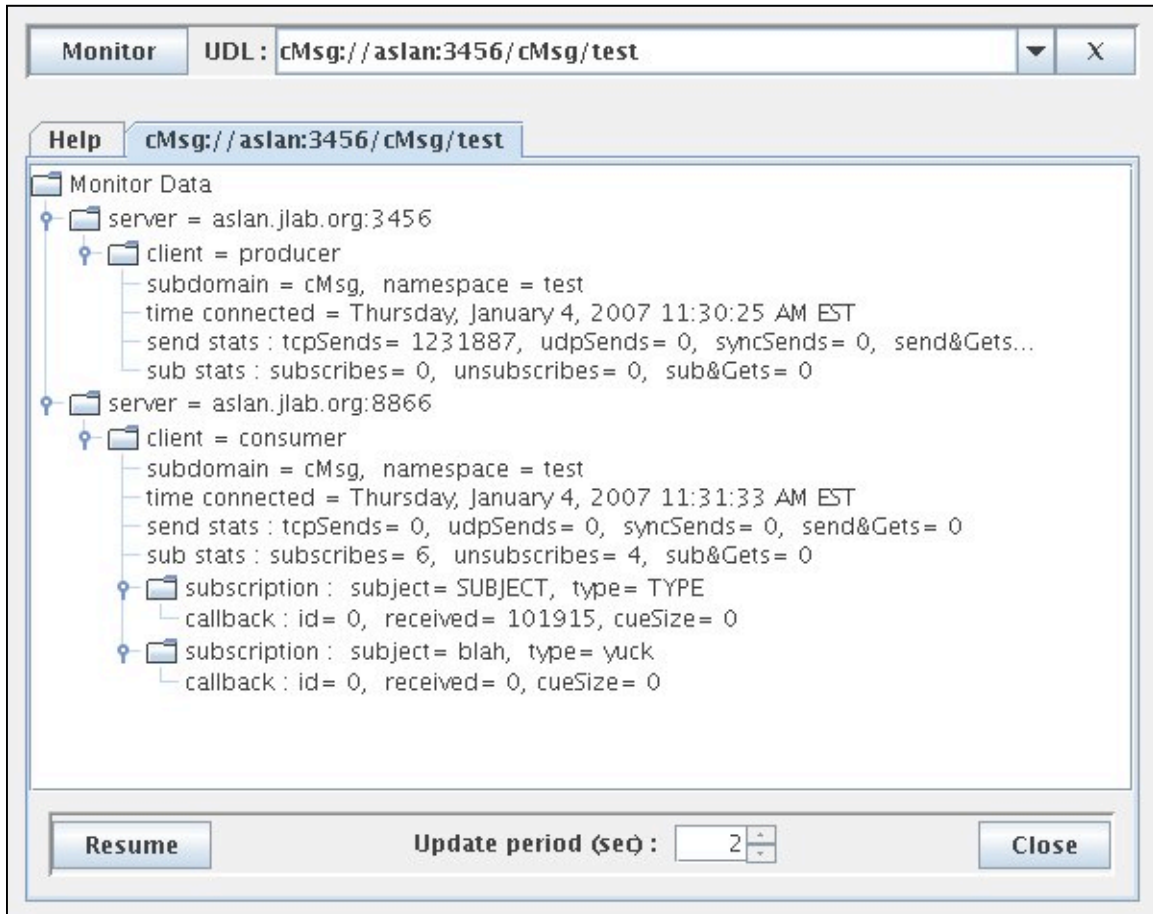 Monitor UDL : cMsg://aslan:3456/cMsg/test X
Help cMsg://aslan:3456/cMsg/test
Monitor Data
server = aslan.jlab.org:3456
client = producer
subdomain = cMsg, namespace = test
time connected = Thursday, January 4, 2007 11:30:25 AM EST
send stats : tcpSends= 1231887, udpSends= 0, syncSends= 0, send&Gets...
sub stats : subscribes= 0, unsubscribes= 0, sub&Gets= 0
server = aslan.jlab.org:8866
client = consumer
subdomain = cMsg, namespace = test
time connected = Thursday, January 4, 2007 11:31:33 AM EST
send stats : tcpSends= 0, udpSends= 0, syncSends= 0, send&Gets= 0
sub stats : subscribes= 6, unsubscribes= 4, sub&Gets= 0
subscription : subject= SUBJECT, type= TYPE
callback : id= 0, received= 101915, cueSize= 0
subscription : subject= blah, type= yuck
callback : id= 0, received= 0, cueSize= 0
Resume Update period (sec) : 2 Close